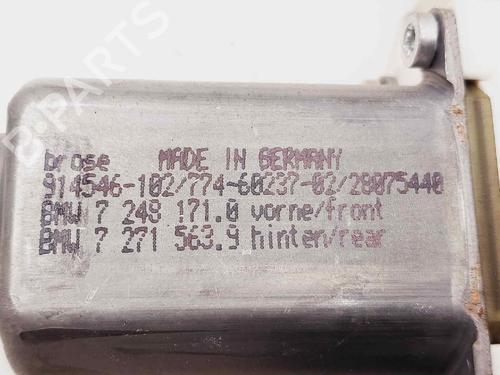 brose MADE IN GERMANY
914546-102/774-60237-02/28075440
BMW 7 248 171.0 vorne/front
BMW 7 271 563.9 hinten/rear
B-PARTS